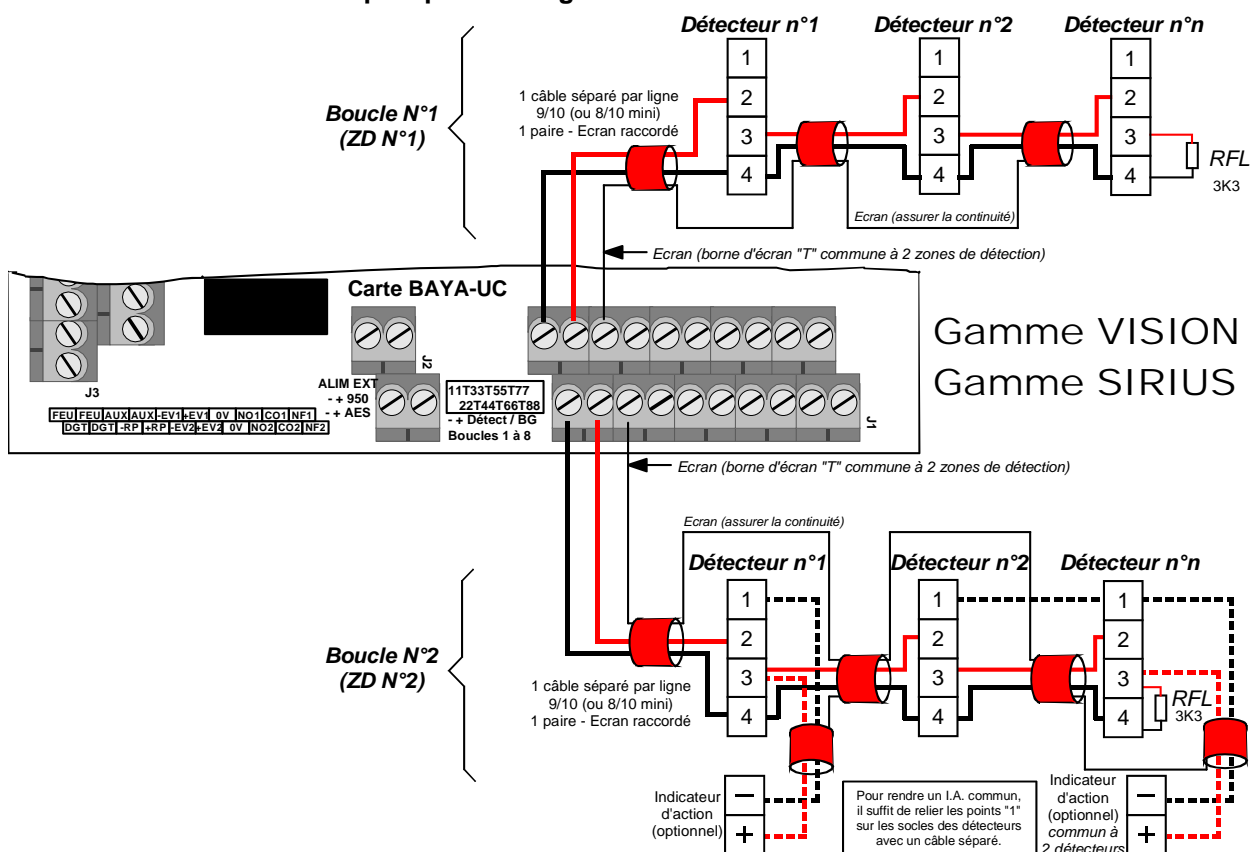 Détecteur n°1
Détecteur n°2
Détecteur n°n
1
1
1
1 câble séparé par ligne
9/10 (ou 8/10 mini)
1 paire - Ecran raccordé
2
2
2
Boucle N°1
(ZD N°1)
3
3
3
4
4
4
RFL
3K3
Ecran (assurer la continuité)
Ecran (borne d'écran "T" commune à 2 zones de détection)
Carte BAYA-UC
Gamme VISION
Gamme SIRIUS
J3
J2
ALIM EXT
- + 950
- + AES
11T33T55T77
22T44T66T88
- + Détect / BG
Boucles 1 à 8
J1
FEU FEU AUX AUX -EV1 +EV1 0V NO1 CO1 NF1
DGT DGT -RP +RP -EV2 +EV2 0V NO2 CO2 NF2
Ecran (borne d'écran "T" commune à 2 zones de détection)
Ecran (assurer la continuité)
Détecteur n°1
Détecteur n°2
Détecteur n°n
1
1
1
2
2
2
Boucle N°2
(ZD N°2)
3
3
3
1 câble séparé par ligne
9/10 (ou 8/10 mini)
1 paire - Ecran raccordé
4
4
4
RFL
3K3
Indicateur
d'action
(optionnel)
–
+
Pour rendre un I.A. commun,
il suffit de relier les points "1"
sur les socles des détecteurs
avec un câble séparé.
Indicateur
d'action
(optionnel)
commun à
2 détecteurs
–
+